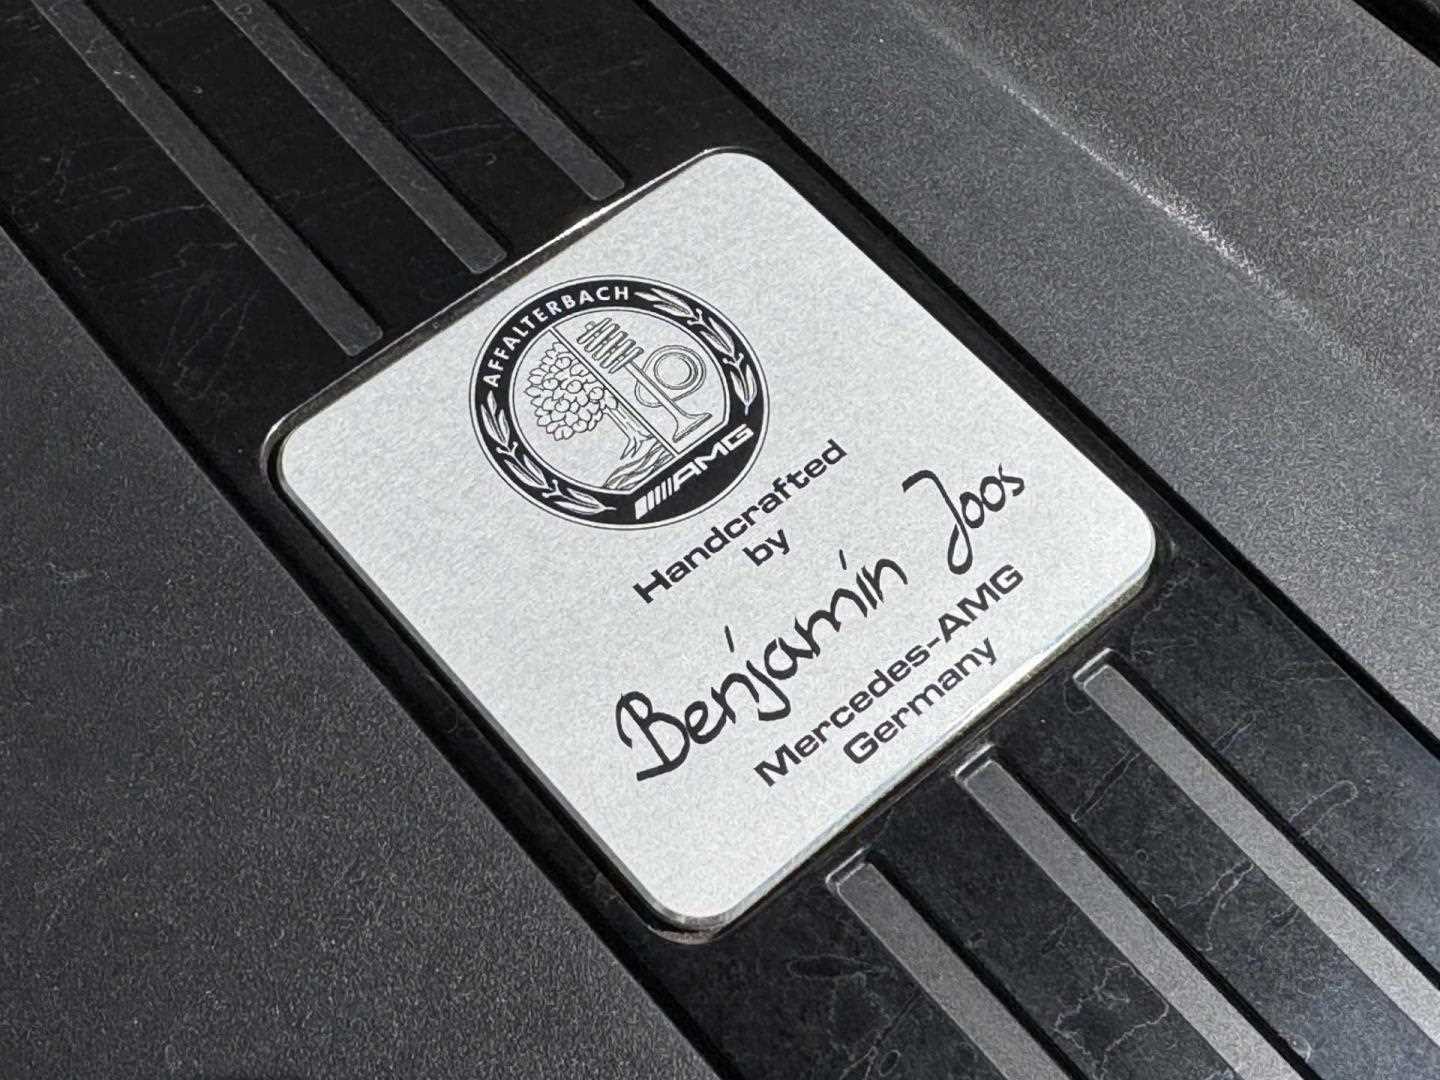 AFFALTERBACH
AMG
Handcrafted
by
Benjamin Joos
Mercedes-AMG
Germany